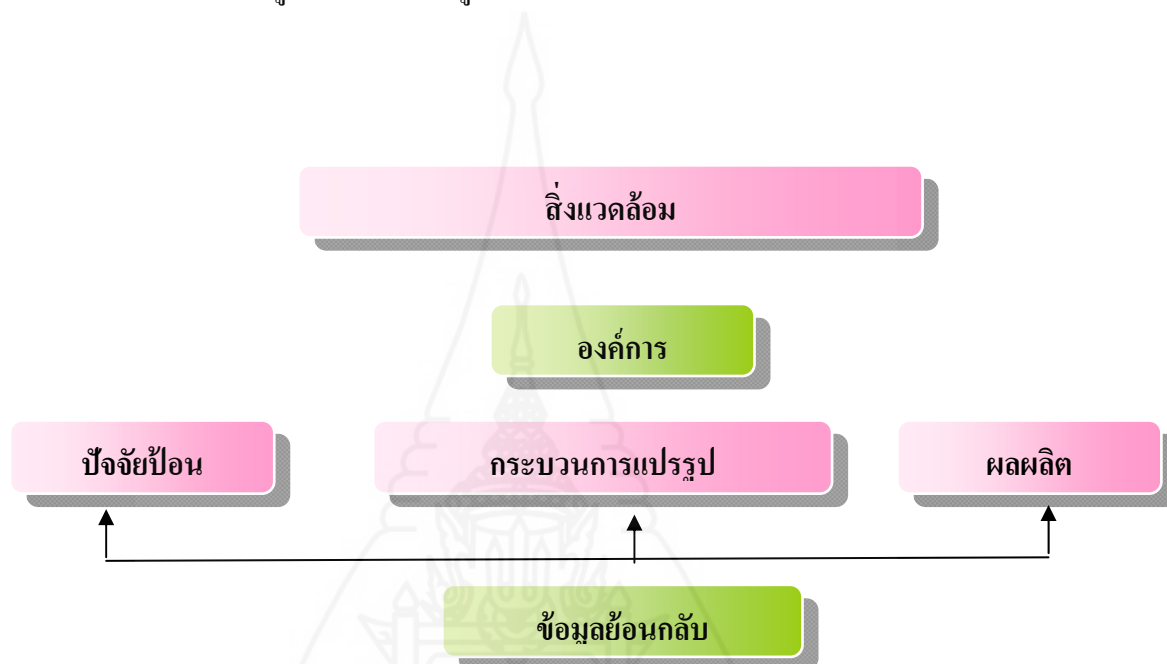 สิ่งแวดล้อม
องค์การ
ปัจจัยป้อน กระบวนการแปรรูป ผลผลิต
ข้อมูลย้อนกลับ